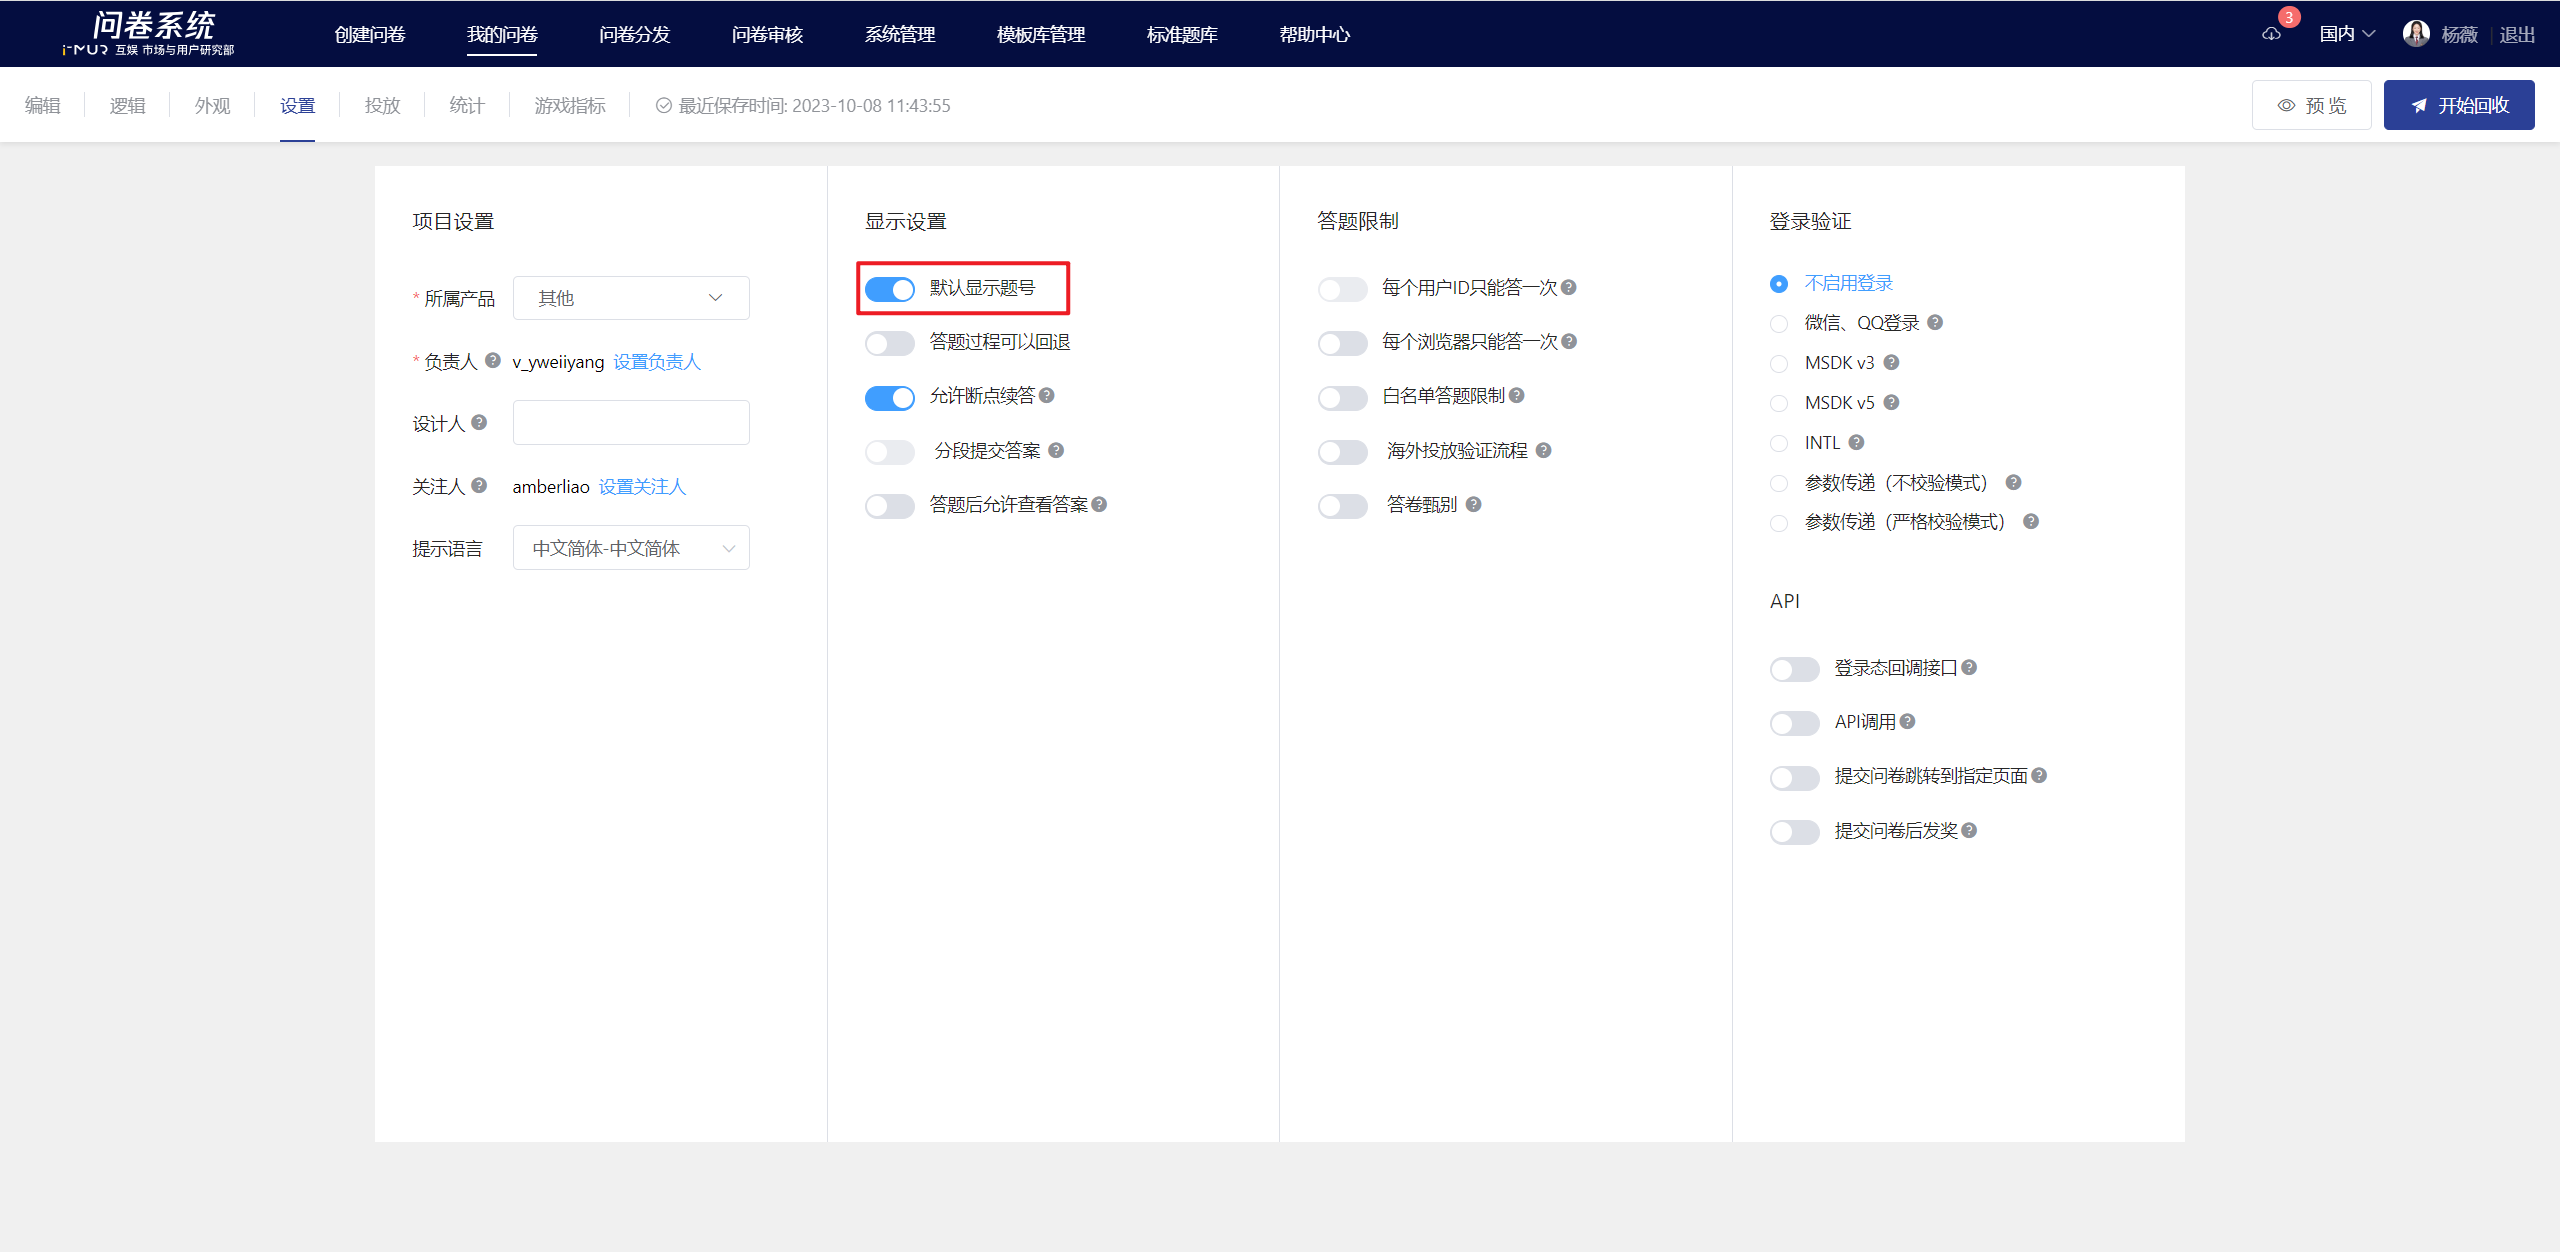 问卷系统
i-MUR 互娱 市场与用户研究部
创建问卷 我的问卷 问卷分发 问卷审核 系统管理 模板库管理 标准题库 帮助中心
3
国内 杨薇 退出
编辑 逻辑 外观 设置 投放 统计 游戏指标 最近保存时间: 2023-10-08 11:43:55
预 览 开始回收
项目设置
* 所属产品 其他
* 负责人 ? v_yweiiyang 设置负责人
设计人 ?
关注人 ? amberliao 设置关注人
提示语言 中文简体-中文简体
显示设置
默认显示题号
答题过程可以回退
允许断点续答 ?
分段提交答案 ?
答题后允许查看答案 ?
答题限制
每个用户ID只能答一次 ?
每个浏览器只能答一次 ?
白名单答题限制 ?
海外投放验证流程 ?
答卷甄别 ?
登录验证
不启用登录
微信、QQ登录 ?
MSDK v3 ?
MSDK v5 ?
INTL ?
参数传递（不校验模式） ?
参数传递（严格校验模式） ?
API
登录态回调接口 ?
API调用 ?
提交问卷跳转到指定页面 ?
提交问卷后发奖 ?